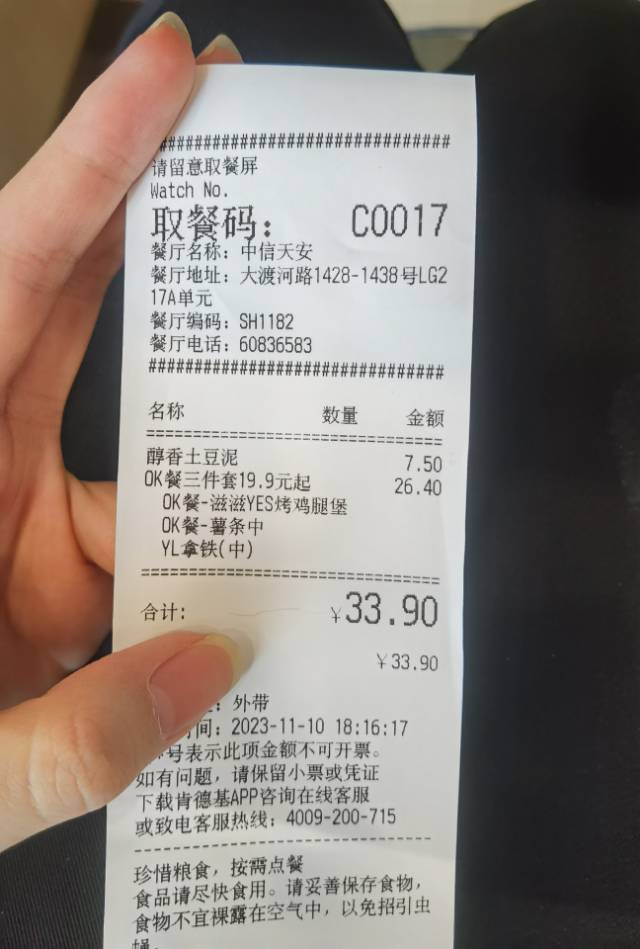 ##############################
请留意取餐屏
Watch No.
取餐码: C0017
餐厅名称: 中信天安
餐厅地址: 大渡河路1428-1438号LG2
17A单元
餐厅编码: SH1182
餐厅电话: 60836583
##############################
名称 数量 金额
================================
醇香土豆泥 7.50
OK餐三件套19.9元起 26.40
OK餐-滋滋YES烤鸡腿堡
OK餐-薯条中
YL拿铁(中)
================================
合计: ¥33.90
¥33.90
: 外带
时间: 2023-11-10 18:16:17
号表示此项金额不可开票。
如有问题, 请保留小票或凭证
下载肯德基APP咨询在线客服
或致电客服热线: 4009-200-715
--------------------------------
珍惜粮食, 按需点餐
食品请尽快食用。请妥善保存食物,
食物不宜裸露在空气中, 以免招引虫